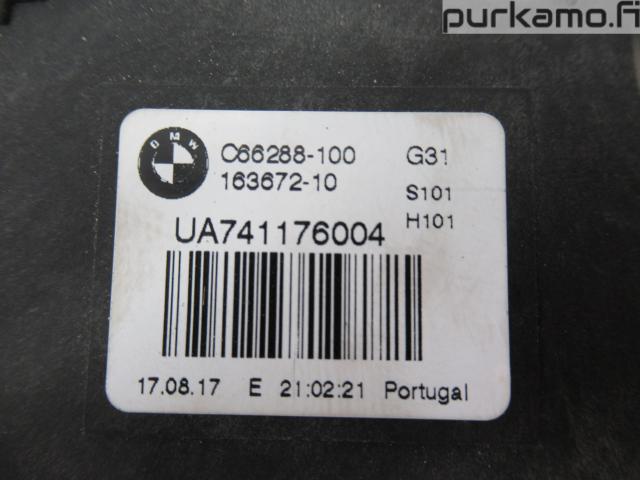 purkamo.fi
BMW
C66288-100 G31
163672-10 S101
H101
UA741176004
17.08.17 E 21:02:21 Portugal